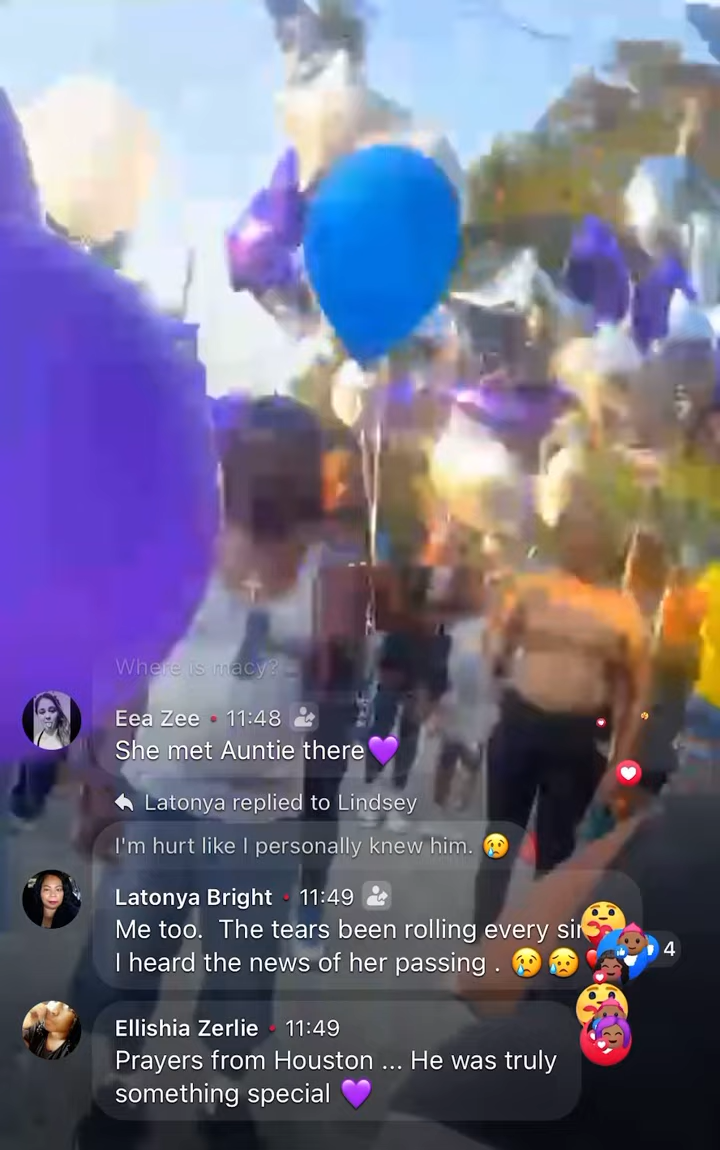 Where is macy?
Eea Zee • 11:48
She met Auntie there💜
Latonya replied to Lindsey
I'm hurt like I personally knew him. 😢
Latonya Bright • 11:49
Me too. The tears been rolling every sin
I heard the news of her passing . 😢😥
4
Ellishia Zerlie • 11:49
Prayers from Houston ... He was truly
something special 💜